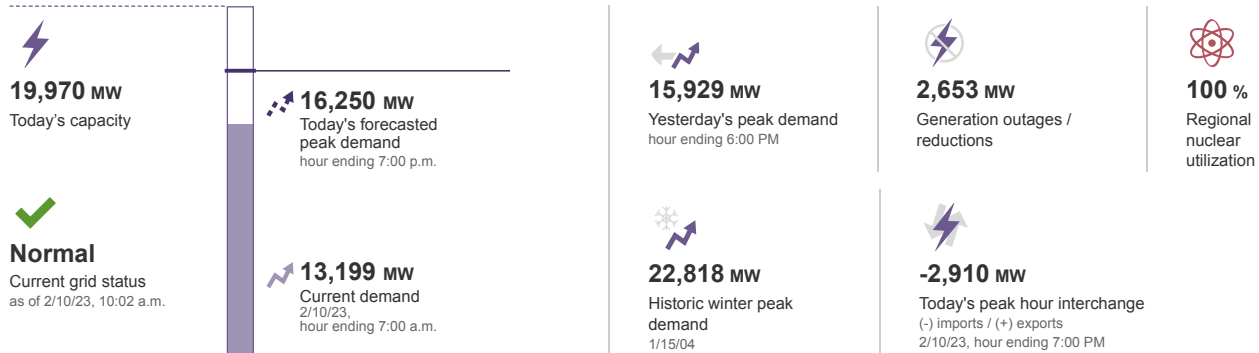 19,970 MW
Today's capacity
Normal
Current grid status
as of 2/10/23, 10:02 a.m.
16,250 MW
Today's forecasted
peak demand
hour ending 7:00 p.m.
13,199 MW
Current demand
2/10/23,
hour ending 7:00 a.m.
15,929 MW
Yesterday's peak demand
hour ending 6:00 PM
2,653 MW
Generation outages /
reductions
100 %
Regional
nuclear
utilization
22,818 MW
Historic winter peak
demand
1/15/04
-2,910 MW
Today's peak hour interchange
(-) imports / (+) exports
2/10/23, hour ending 7:00 PM